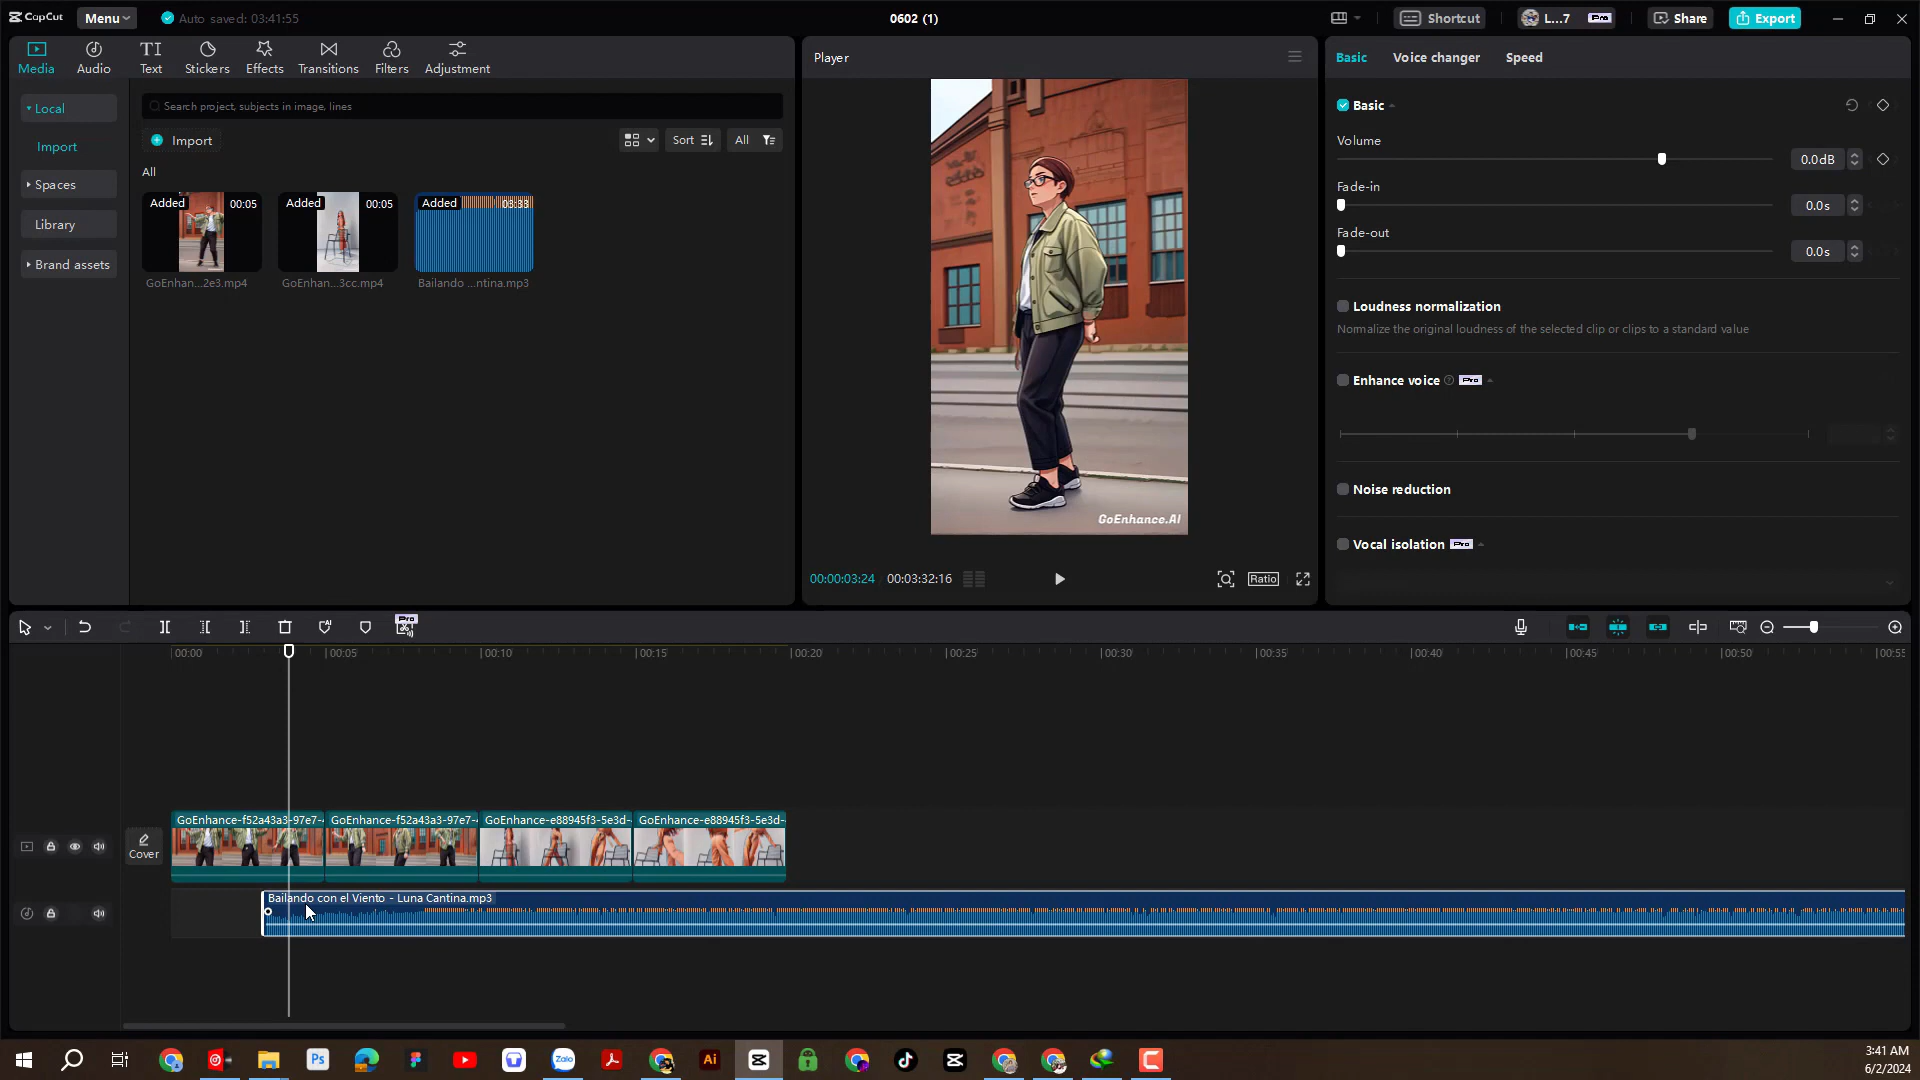 CapCut
Menu
Auto saved: 03:41:55
0602 (1)
Shortcut
L...7
Pro
Share
Export
Media
Audio
Text
Stickers
Effects
Transitions
Filters
Adjustment
Local
Import
Spaces
Library
Brand assets
Search project, subjects in image, lines
Import
Sort
All
All
Added
00:05
Added
00:05
Added
03:33
GoEnhan...2e3.mp4
GoEnhan...3cc.mp4
Bailando ...ntina.mp3
Player
GoEnhance.AI
00:00:03:24
00:03:32:16
Ratio
Basic
Voice changer
Speed
Basic
Volume
0.0dB
Fade-in
0.0s
Fade-out
0.0s
Loudness normalization
Normalize the original loudness of the selected clip or clips to a standard value
Enhance voice
Pro
Noise reduction
Vocal isolation
Pro
Pro
00:00
00:05
00:10
00:15
00:20
00:25
00:30
00:35
00:40
00:45
00:50
00:55
Cover
GoEnhance-f52a43a3-97e7-
GoEnhance-f52a43a3-97e7-
GoEnhance-e88945f3-5e3d-
GoEnhance-e88945f3-5e3d-
Bailando con el Viento - Luna Cantina.mp3
Ps
Zalo
Ai
3:41 AM
6/2/2024